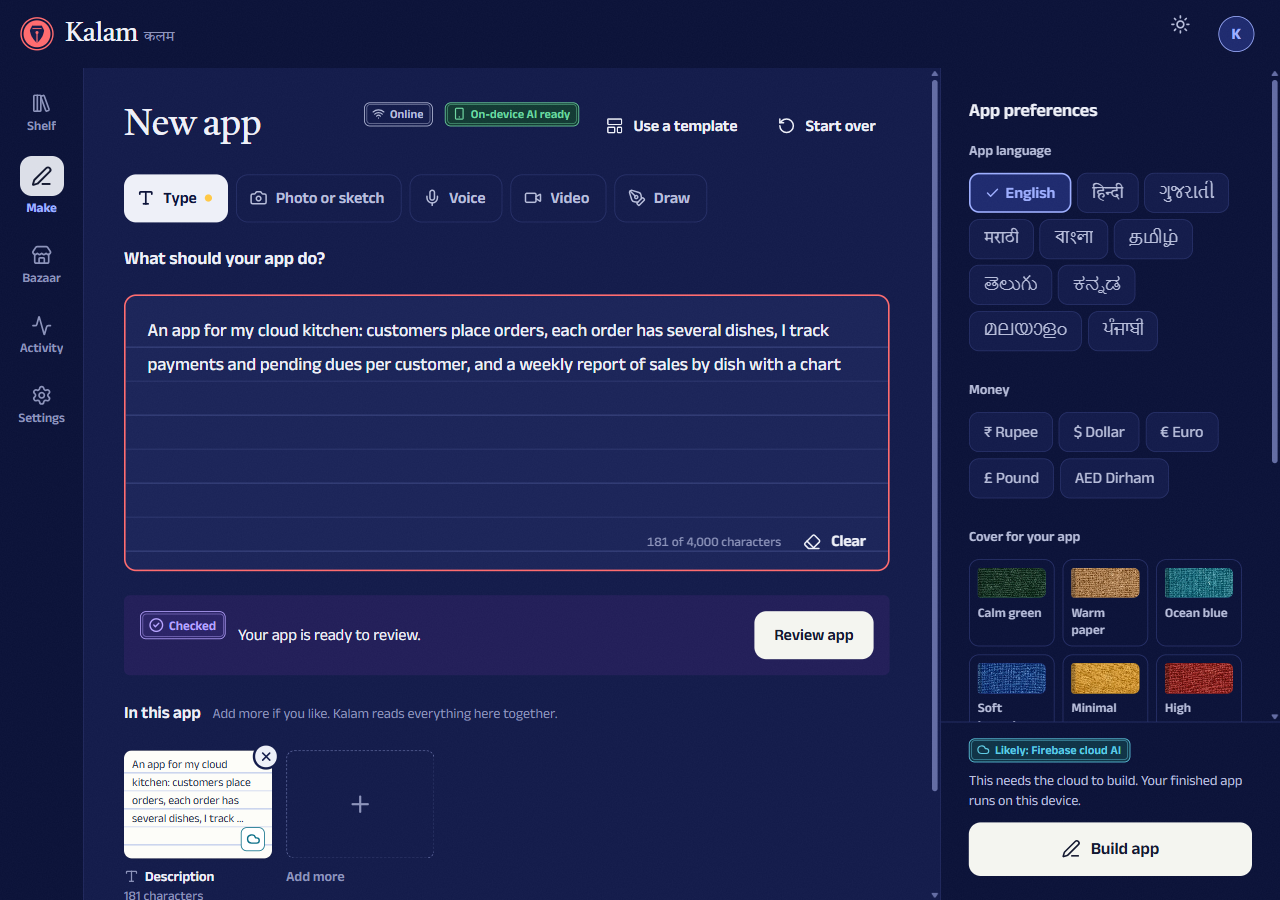 Kalam कलम
K
Shelf
Make
Bazaar
Activity
Settings
New app
Online
On-device AI ready
Use a template
Start over
Type
Photo or sketch
Voice
Video
Draw
What should your app do?
An app for my cloud kitchen: customers place orders, each order has several dishes, I track
payments and pending dues per customer, and a weekly report of sales by dish with a chart
181 of 4,000 characters
Clear
Checked
Your app is ready to review.
Review app
In this app
Add more if you like. Kalam reads everything here together.
An app for my cloud
kitchen: customers place
orders, each order has
several dishes, I track ...
Description
181 characters
Add more
App preferences
App language
English
हिन्दी
ગુજરાતી
मराठी
বাংলা
தமிழ்
తెలుగు
ಕನ್ನಡ
മലയാളം
ਪੰਜਾਬੀ
Money
₹ Rupee
$ Dollar
€ Euro
£ Pound
AED Dirham
Cover for your app
Calm green
Warm
paper
Ocean blue
Soft
Minimal
High
Likely: Firebase cloud AI
This needs the cloud to build. Your finished app
runs on this device.
Build app